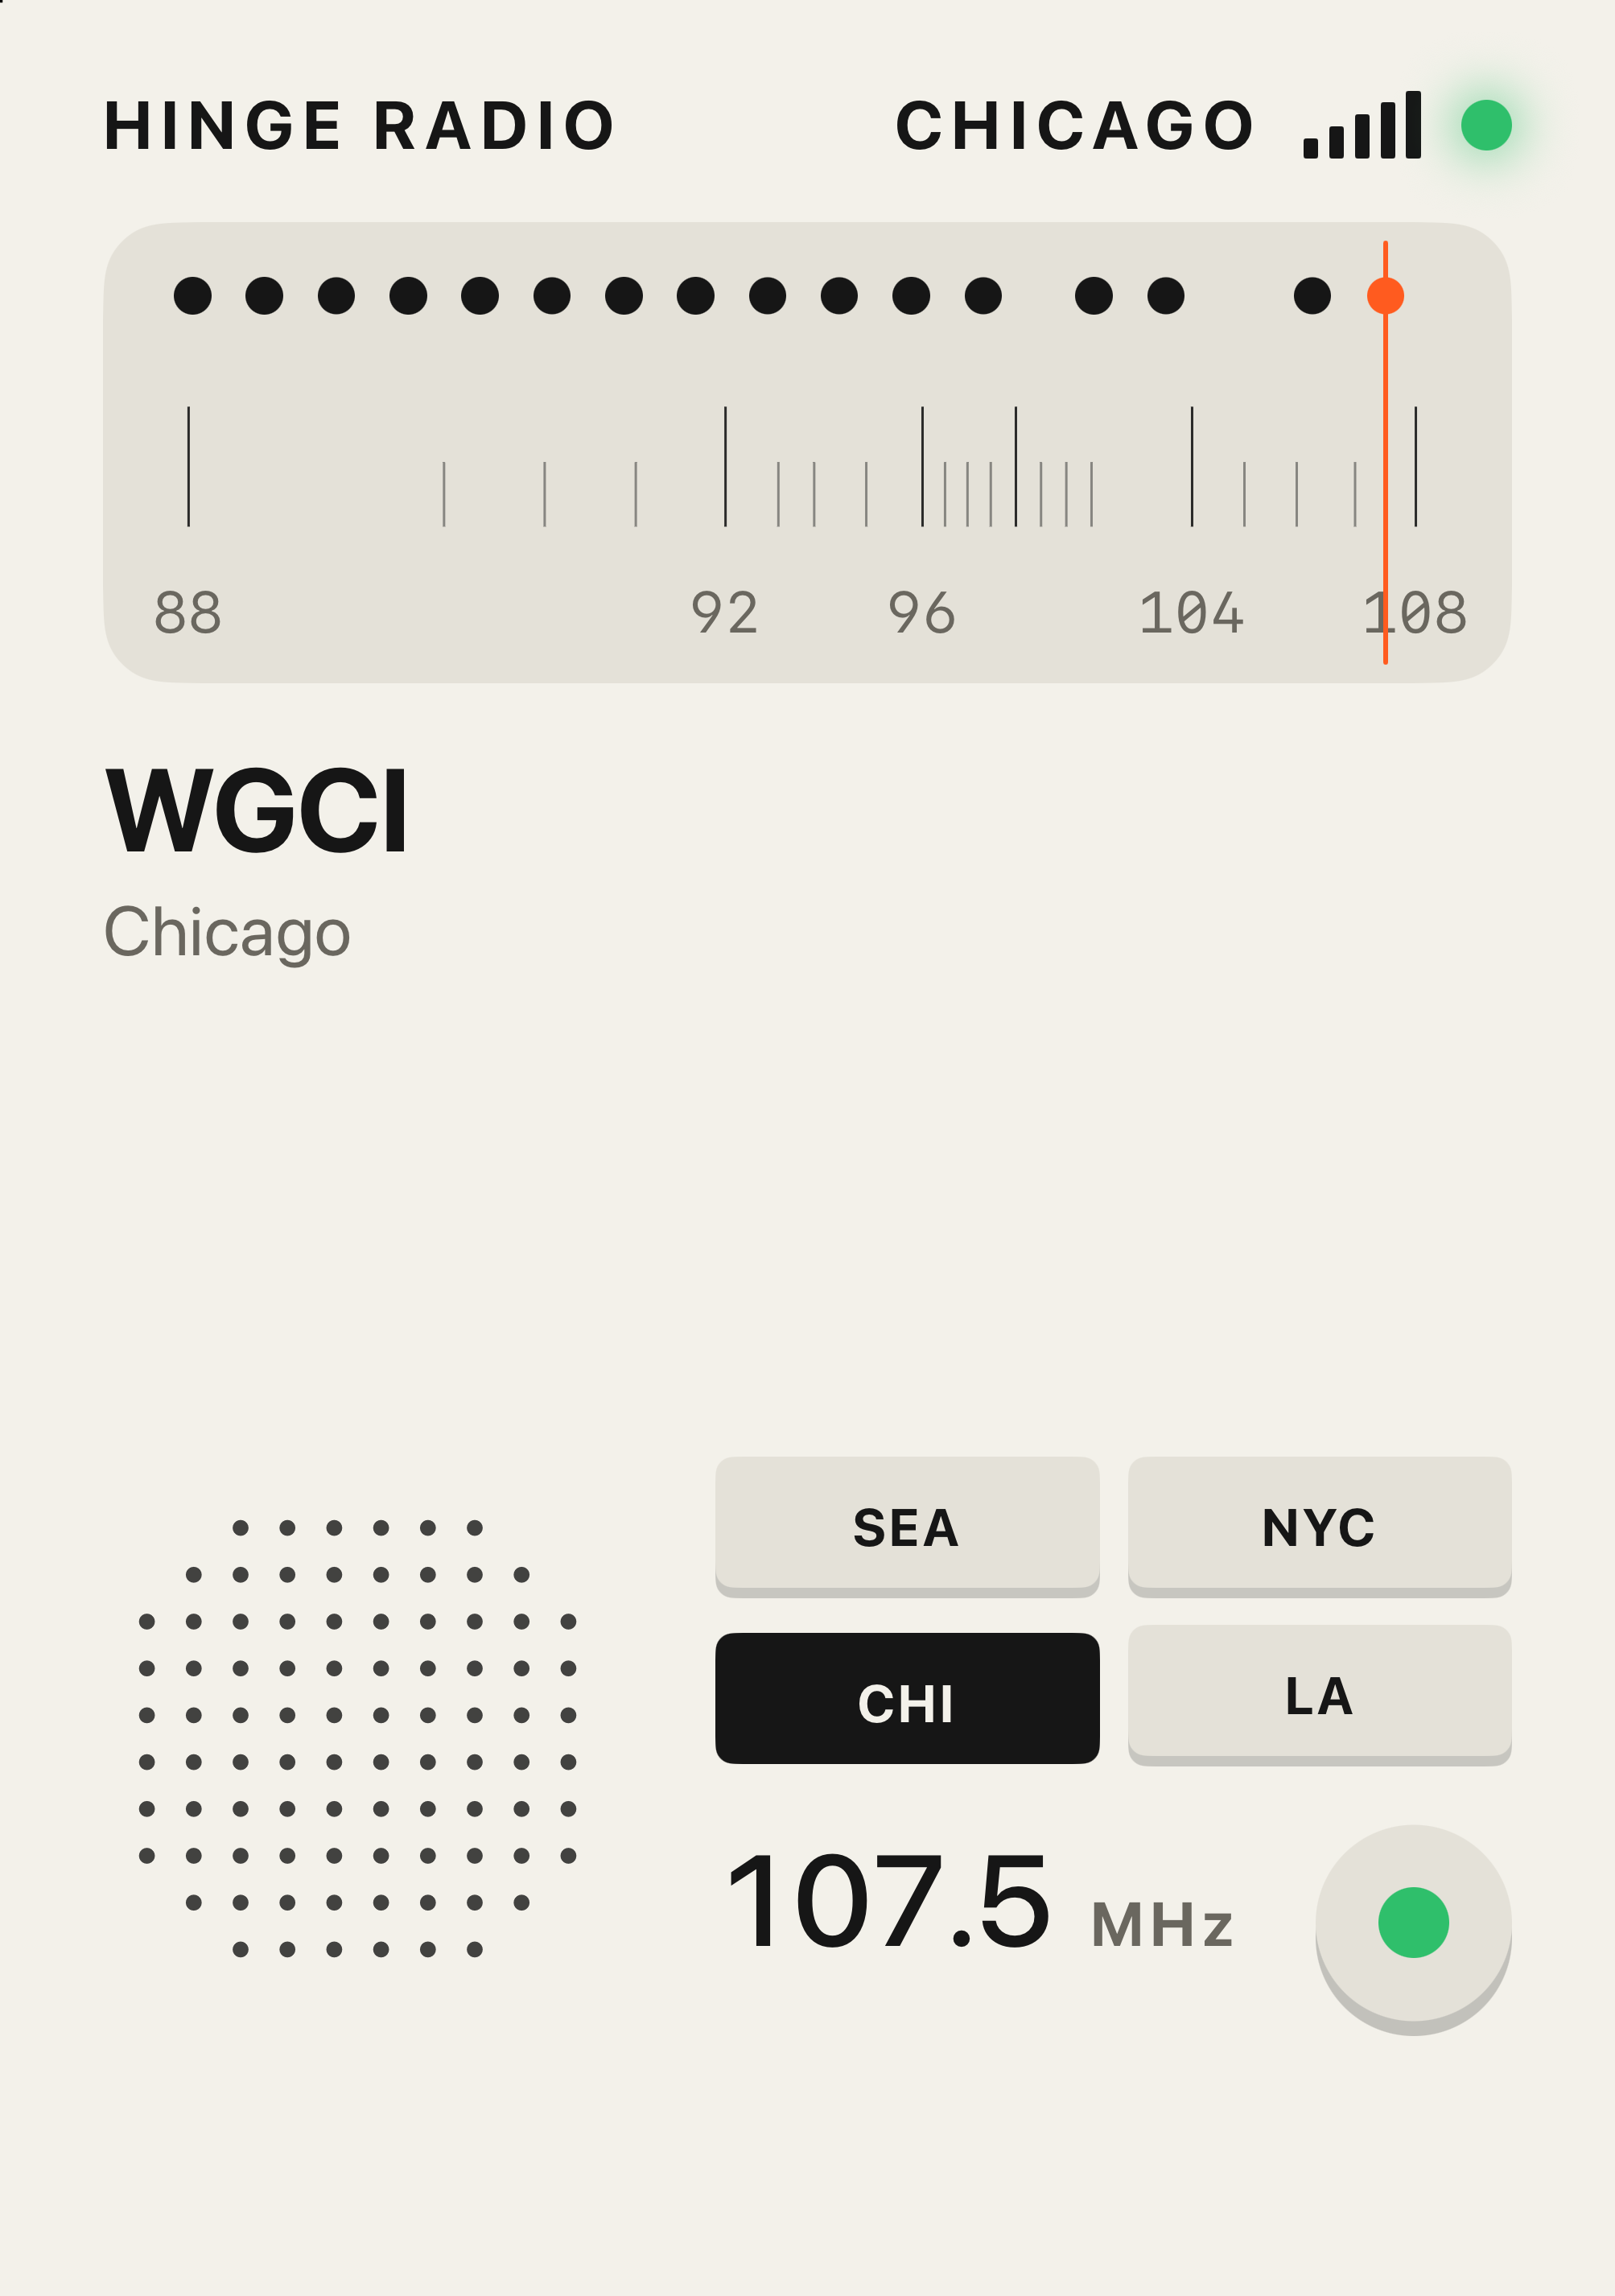 HINGE RADIO CHICAGO
88 92 96 104 108
WGCI
Chicago
SEA NYC
CHI LA
107.5 MHz